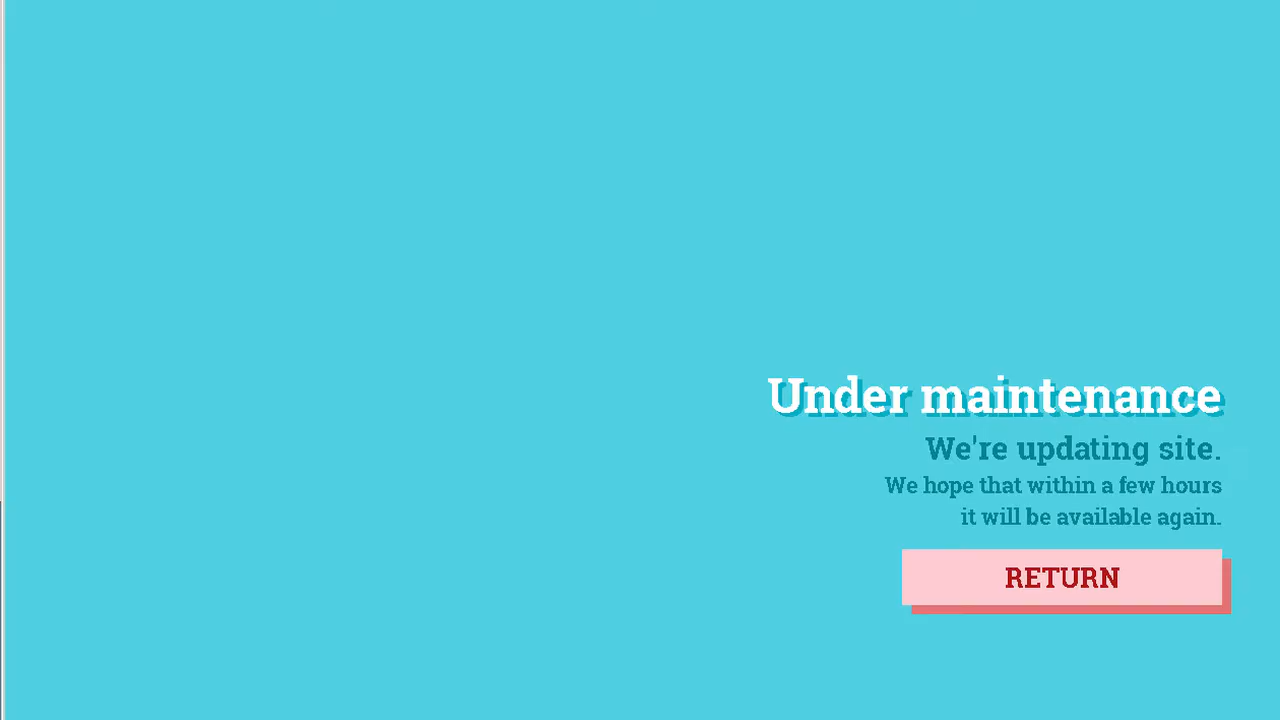 Under maintenance
We're updating site.
We hope that within a few hours
it will be available again.
RETURN